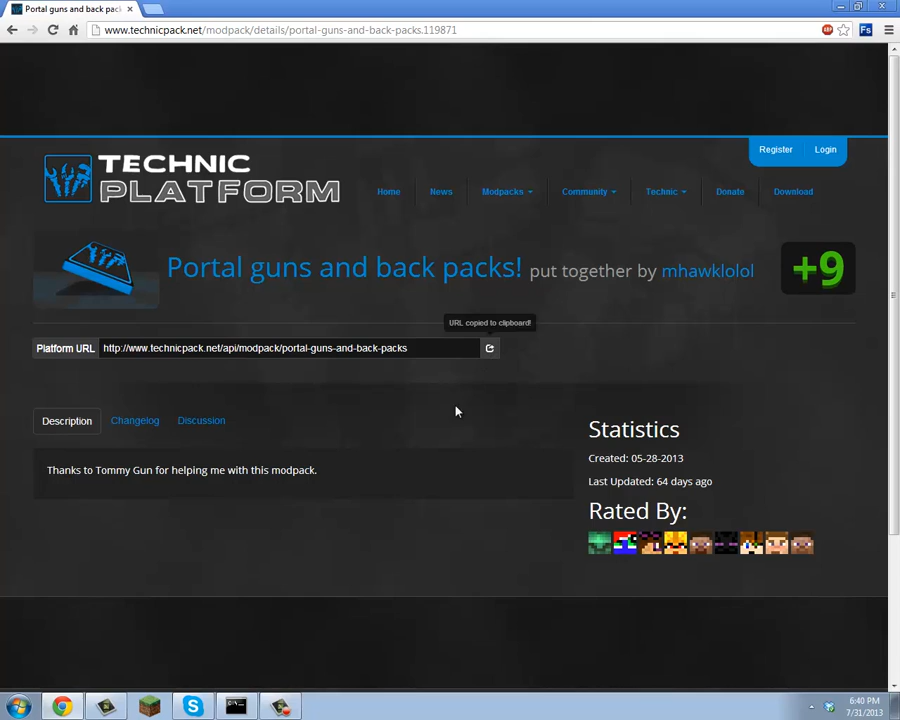 Portal guns and back pack
www.technicpack.net/modpack/details/portal-guns-and-back-packs.119871
Register Login
TECHNIC
PLATFORM
Home News Modpacks Community Technic Donate Download
Portal guns and back packs! put together by mhawklolol +9
URL copied to clipboard!
Platform URL http://www.technicpack.net/api/modpack/portal-guns-and-back-packs
Description Changelog Discussion
Thanks to Tommy Gun for helping me with this modpack.
Statistics
Created: 05-28-2013
Last Updated: 64 days ago
Rated By:
6:40 PM
7/31/2013